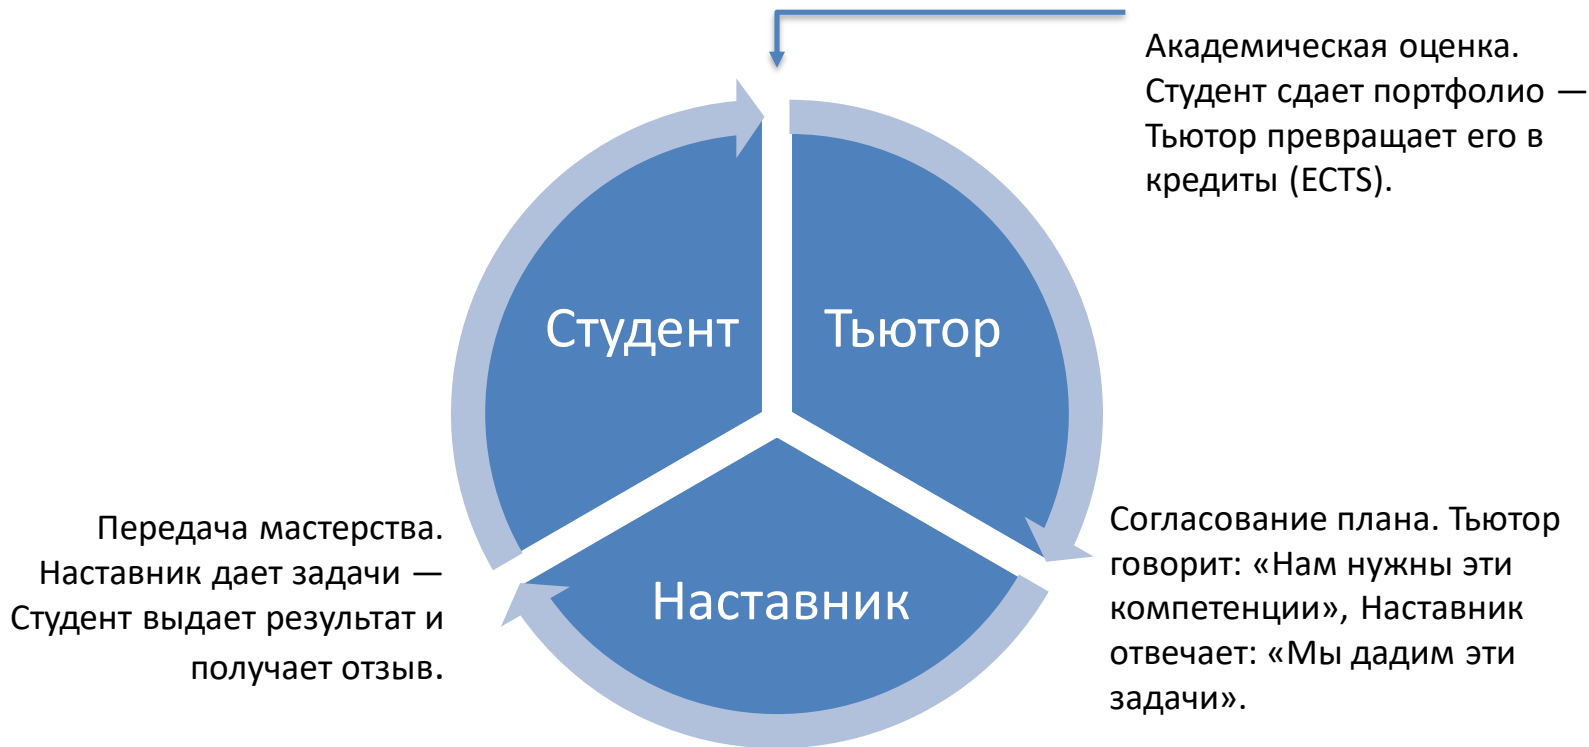 Академическая оценка.
Студент сдает портфолио —
Тьютор превращает его в
кредиты (ECTS).
Студент
Тьютор
Наставник
Передача мастерства.
Наставник дает задачи —
Студент выдает результат и
получает отзыв.
Согласование плана. Тьютор
говорит: «Нам нужны эти
компетенции», Наставник
отвечает: «Мы дадим эти
задачи».